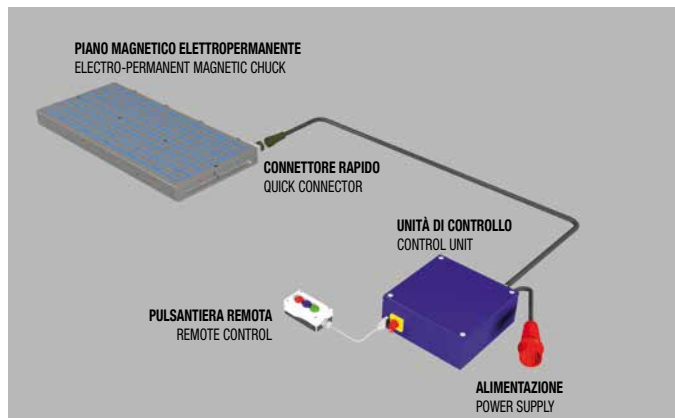 PIANO MAGNETICO ELETTROPERMANENTE
ELECTRO-PERMANENT MAGNETIC CHUCK
CONNETTORE RAPIDO
QUICK CONNECTOR
UNITÀ DI CONTROLLO
CONTROL UNIT
PULSANTIERA REMOTA
REMOTE CONTROL
ALIMENTAZIONE
POWER SUPPLY